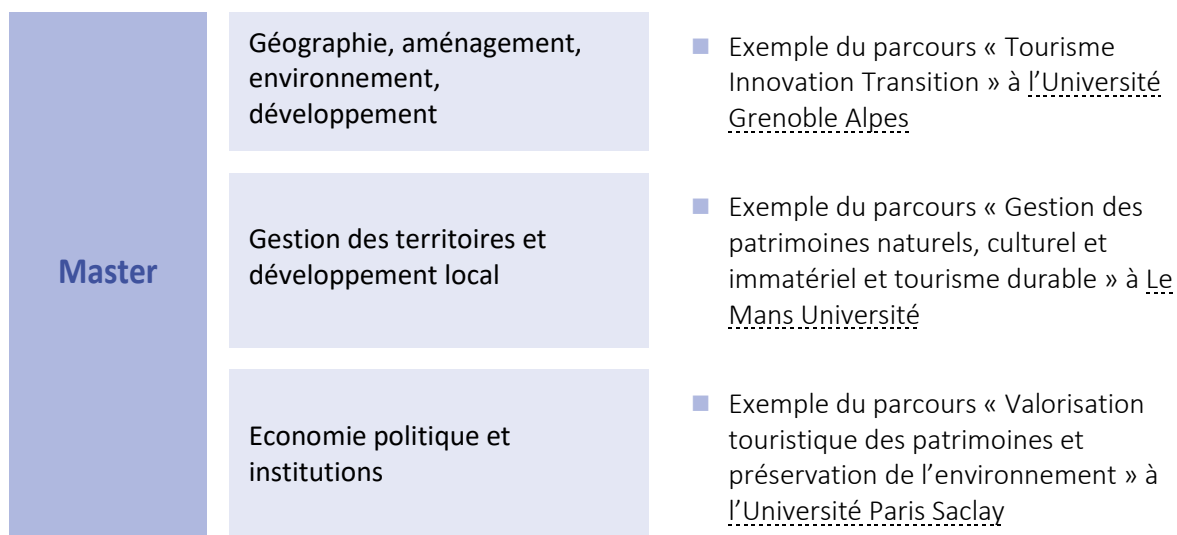 Master
Géographie, aménagement,
environnement,
développement
■ Exemple du parcours « Tourisme
Innovation Transition » à l’Université
Grenoble Alpes
Gestion des territoires et
développement local
■ Exemple du parcours « Gestion des
patrimoines naturels, culturel et
immatériel et tourisme durable » à Le
Mans Université
Economie politique et
institutions
■ Exemple du parcours « Valorisation
touristique des patrimoines et
préservation de l’environnement » à
l’Université Paris Saclay